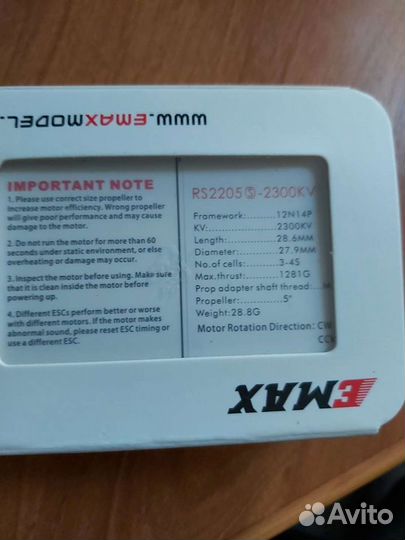 www.EMAXMODEL.
IMPORTANT NOTE
1. Please use correct size propeller to
increase motor efficiency. Wrong propeller
will give poor performance and may cause
damage to the motor.
2. Do not run the motor for more than 60
seconds under static environment, or else
overheating or damage may occur.
3. Inspect the motor before using. Make sure
that it is clean inside the motor before
powering up.
4. Different ESCs perform better or worse
with different motors. If the motor makes
abnormal sound, please reset ESC timing or
use a different ESC.
RS2205 S -2300KV
Framework:..........12N14P
KV:.....................2300KV
Length:................28.6MM
Diameter:.............27.9MM
No.of cells:............3-4S
Max.thrust:...........1281G
Prop adapter shaft thread:...M
Propeller:..............5"
Weight:28.8G
Motor Rotation Direction: CW
CCW
EMAX
Avito